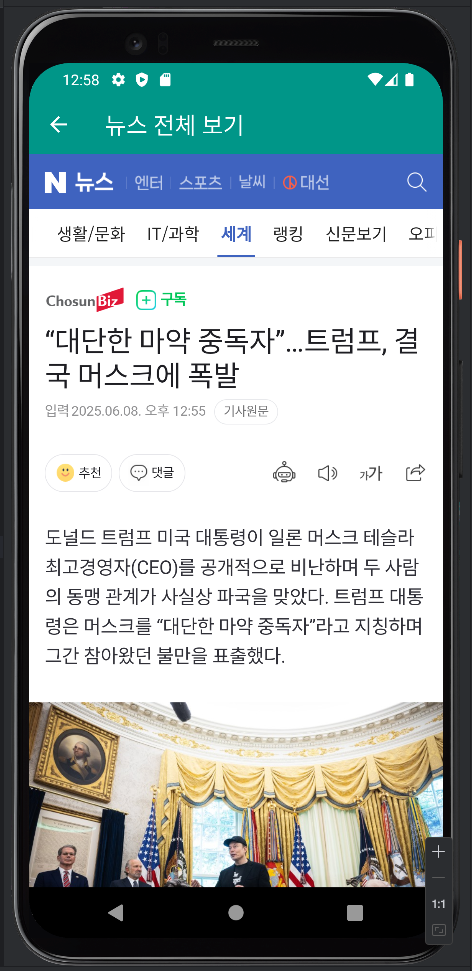 12:58
뉴스 전체 보기
N 뉴스 엔터 스포츠 날씨 대선
생활/문화 IT/과학 세계 랭킹 신문보기 오피
ChosunBiz 구독
“대단한 마약 중독자”…트럼프, 결
국 머스크에 폭발
입력 2025.06.08. 오후 12:55 기사원문
추천 댓글 가가
도널드 트럼프 미국 대통령이 일론 머스크 테슬라
최고경영자(CEO)를 공개적으로 비난하며 두 사람
의 동맹 관계가 사실상 파국을 맞았다. 트럼프 대통
령은 머스크를 “대단한 마약 중독자”라고 지칭하며
그간 참아왔던 불만을 표출했다.
1:1